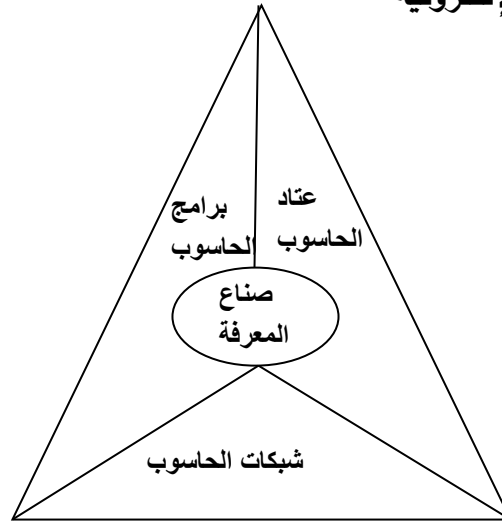 عتاد
الحاسوب
برامج
الحاسوب
صناع
المعرفة
شبكات الحاسوب